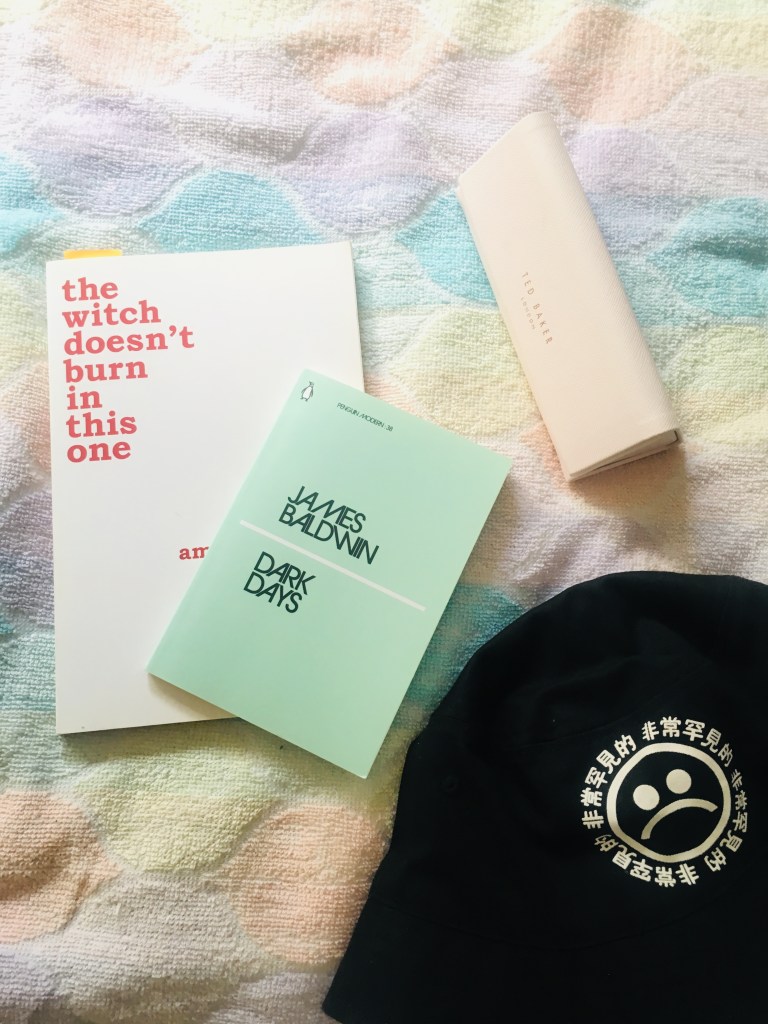 the
witch
doesn't
burn
in
this
one
am
PENGUIN MODERN · 38
JAMES
BALDWIN
DARK
DAYS
TED BAKER
LONDON
非常罕見的 非常罕見的 非常罕見的 非常罕見的